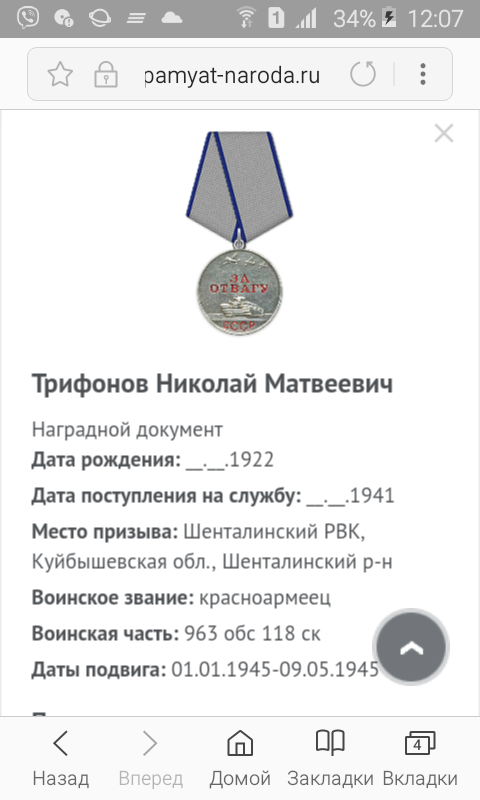 1 34% 12:07
pamyat-naroda.ru
ЗА
ОТВАГУ
СССР
Трифонов Николай Матвеевич
Наградной документ
Дата рождения: __.__.1922
Дата поступления на службу: __.__.1941
Место призыва: Шенталинский РВК,
Куйбышевская обл., Шенталинский р-н
Воинское звание: красноармеец
Воинская часть: 963 обс 118 ск
Даты подвига: 01.01.1945-09.05.1945
4
Назад Вперед Домой Закладки Вкладки